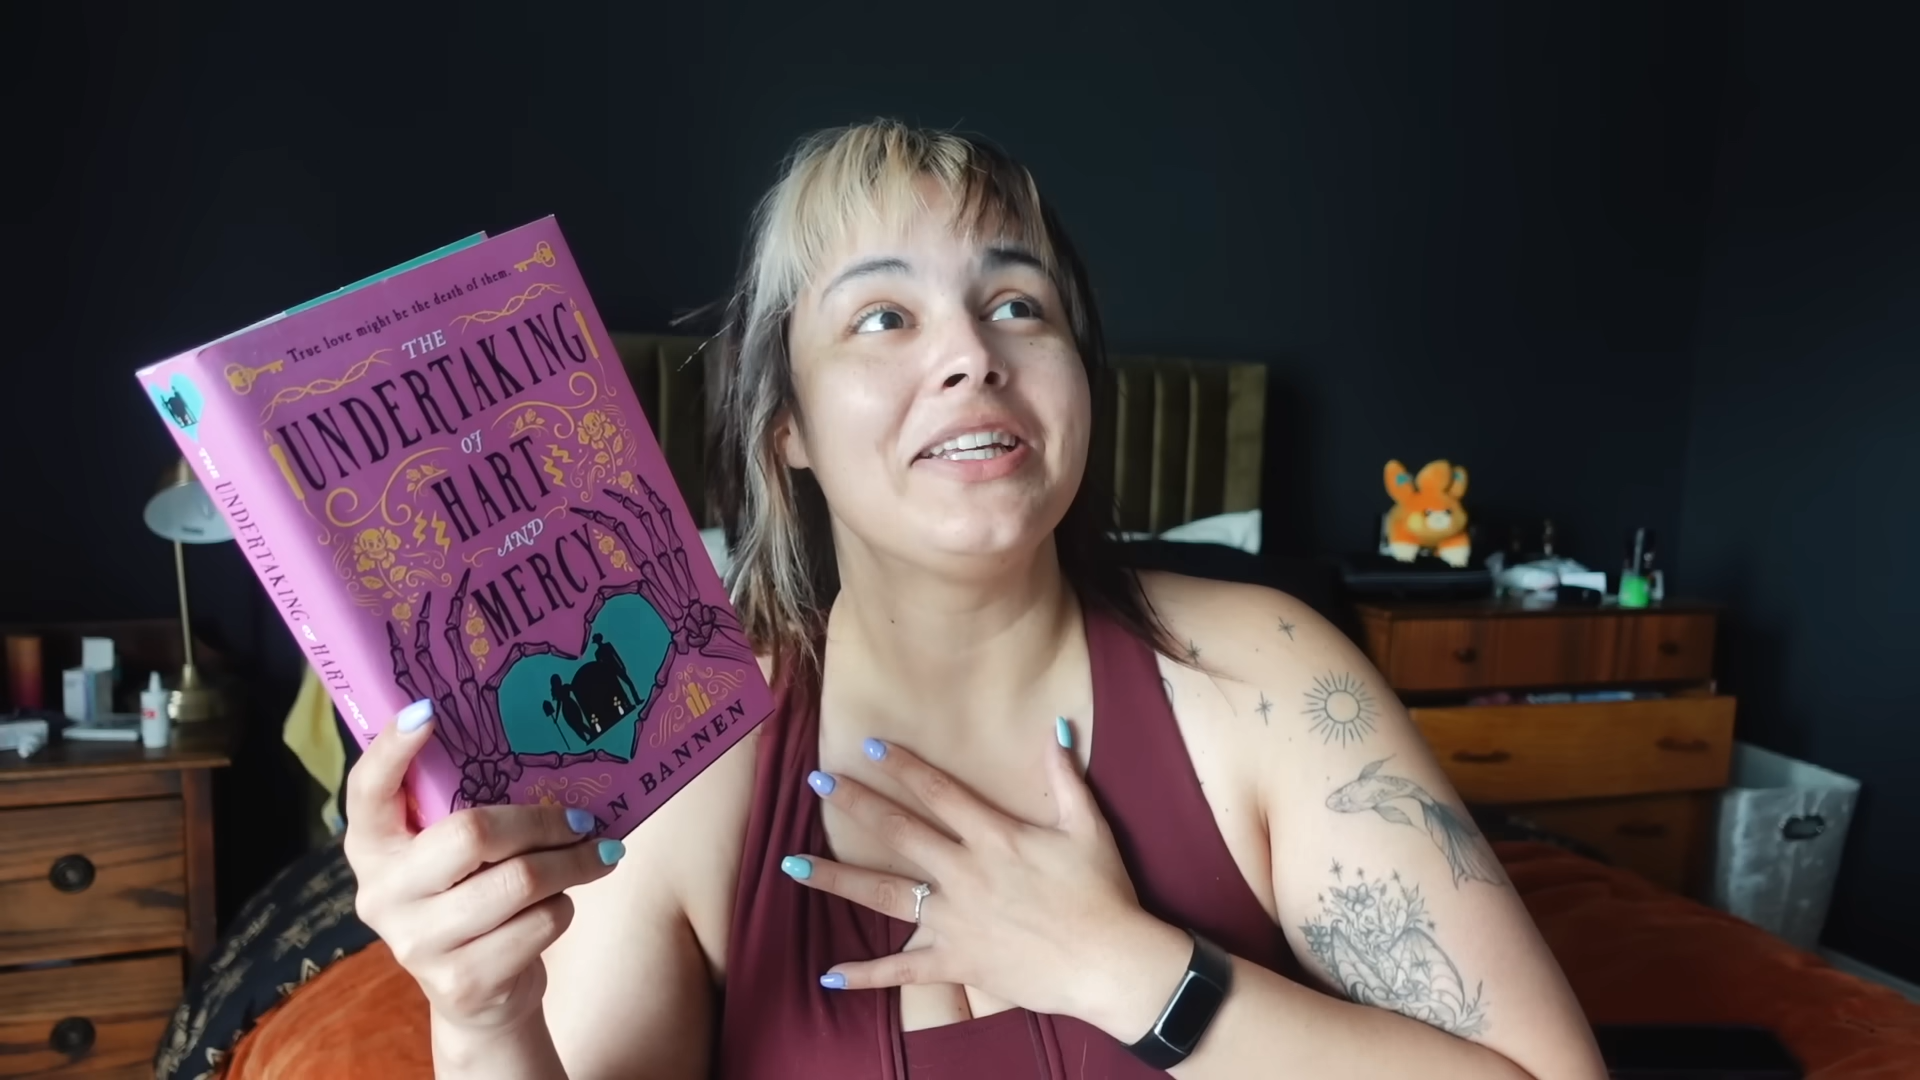 True love might be the death of them.
THE
UNDERTAKING
OF
HART
AND
MERCY
AN BANNEN
THE UNDERTAKING OF HART AND